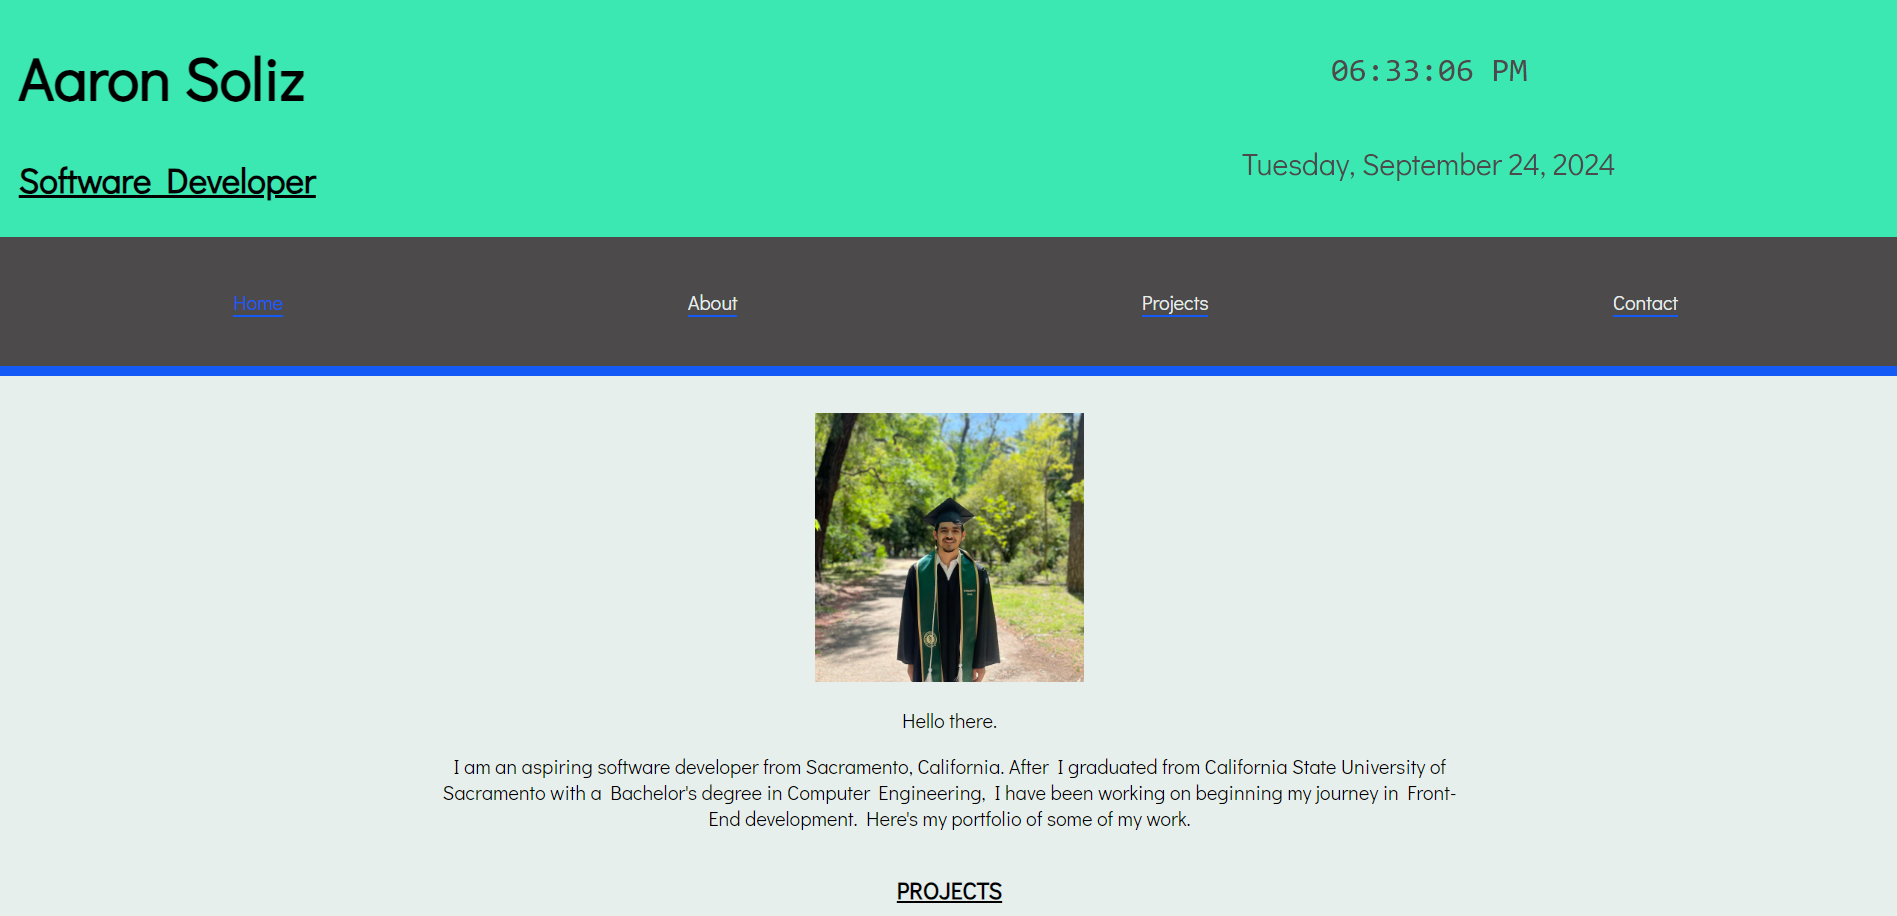 Aaron Soliz
06:33:06 PM
Software Developer
Tuesday, September 24, 2024
Home
About
Projects
Contact
Hello there.
I am an aspiring software developer from Sacramento, California. After I graduated from California State University of
Sacramento with a Bachelor's degree in Computer Engineering, I have been working on beginning my journey in Front-
End development. Here's my portfolio of some of my work.
PROJECTS